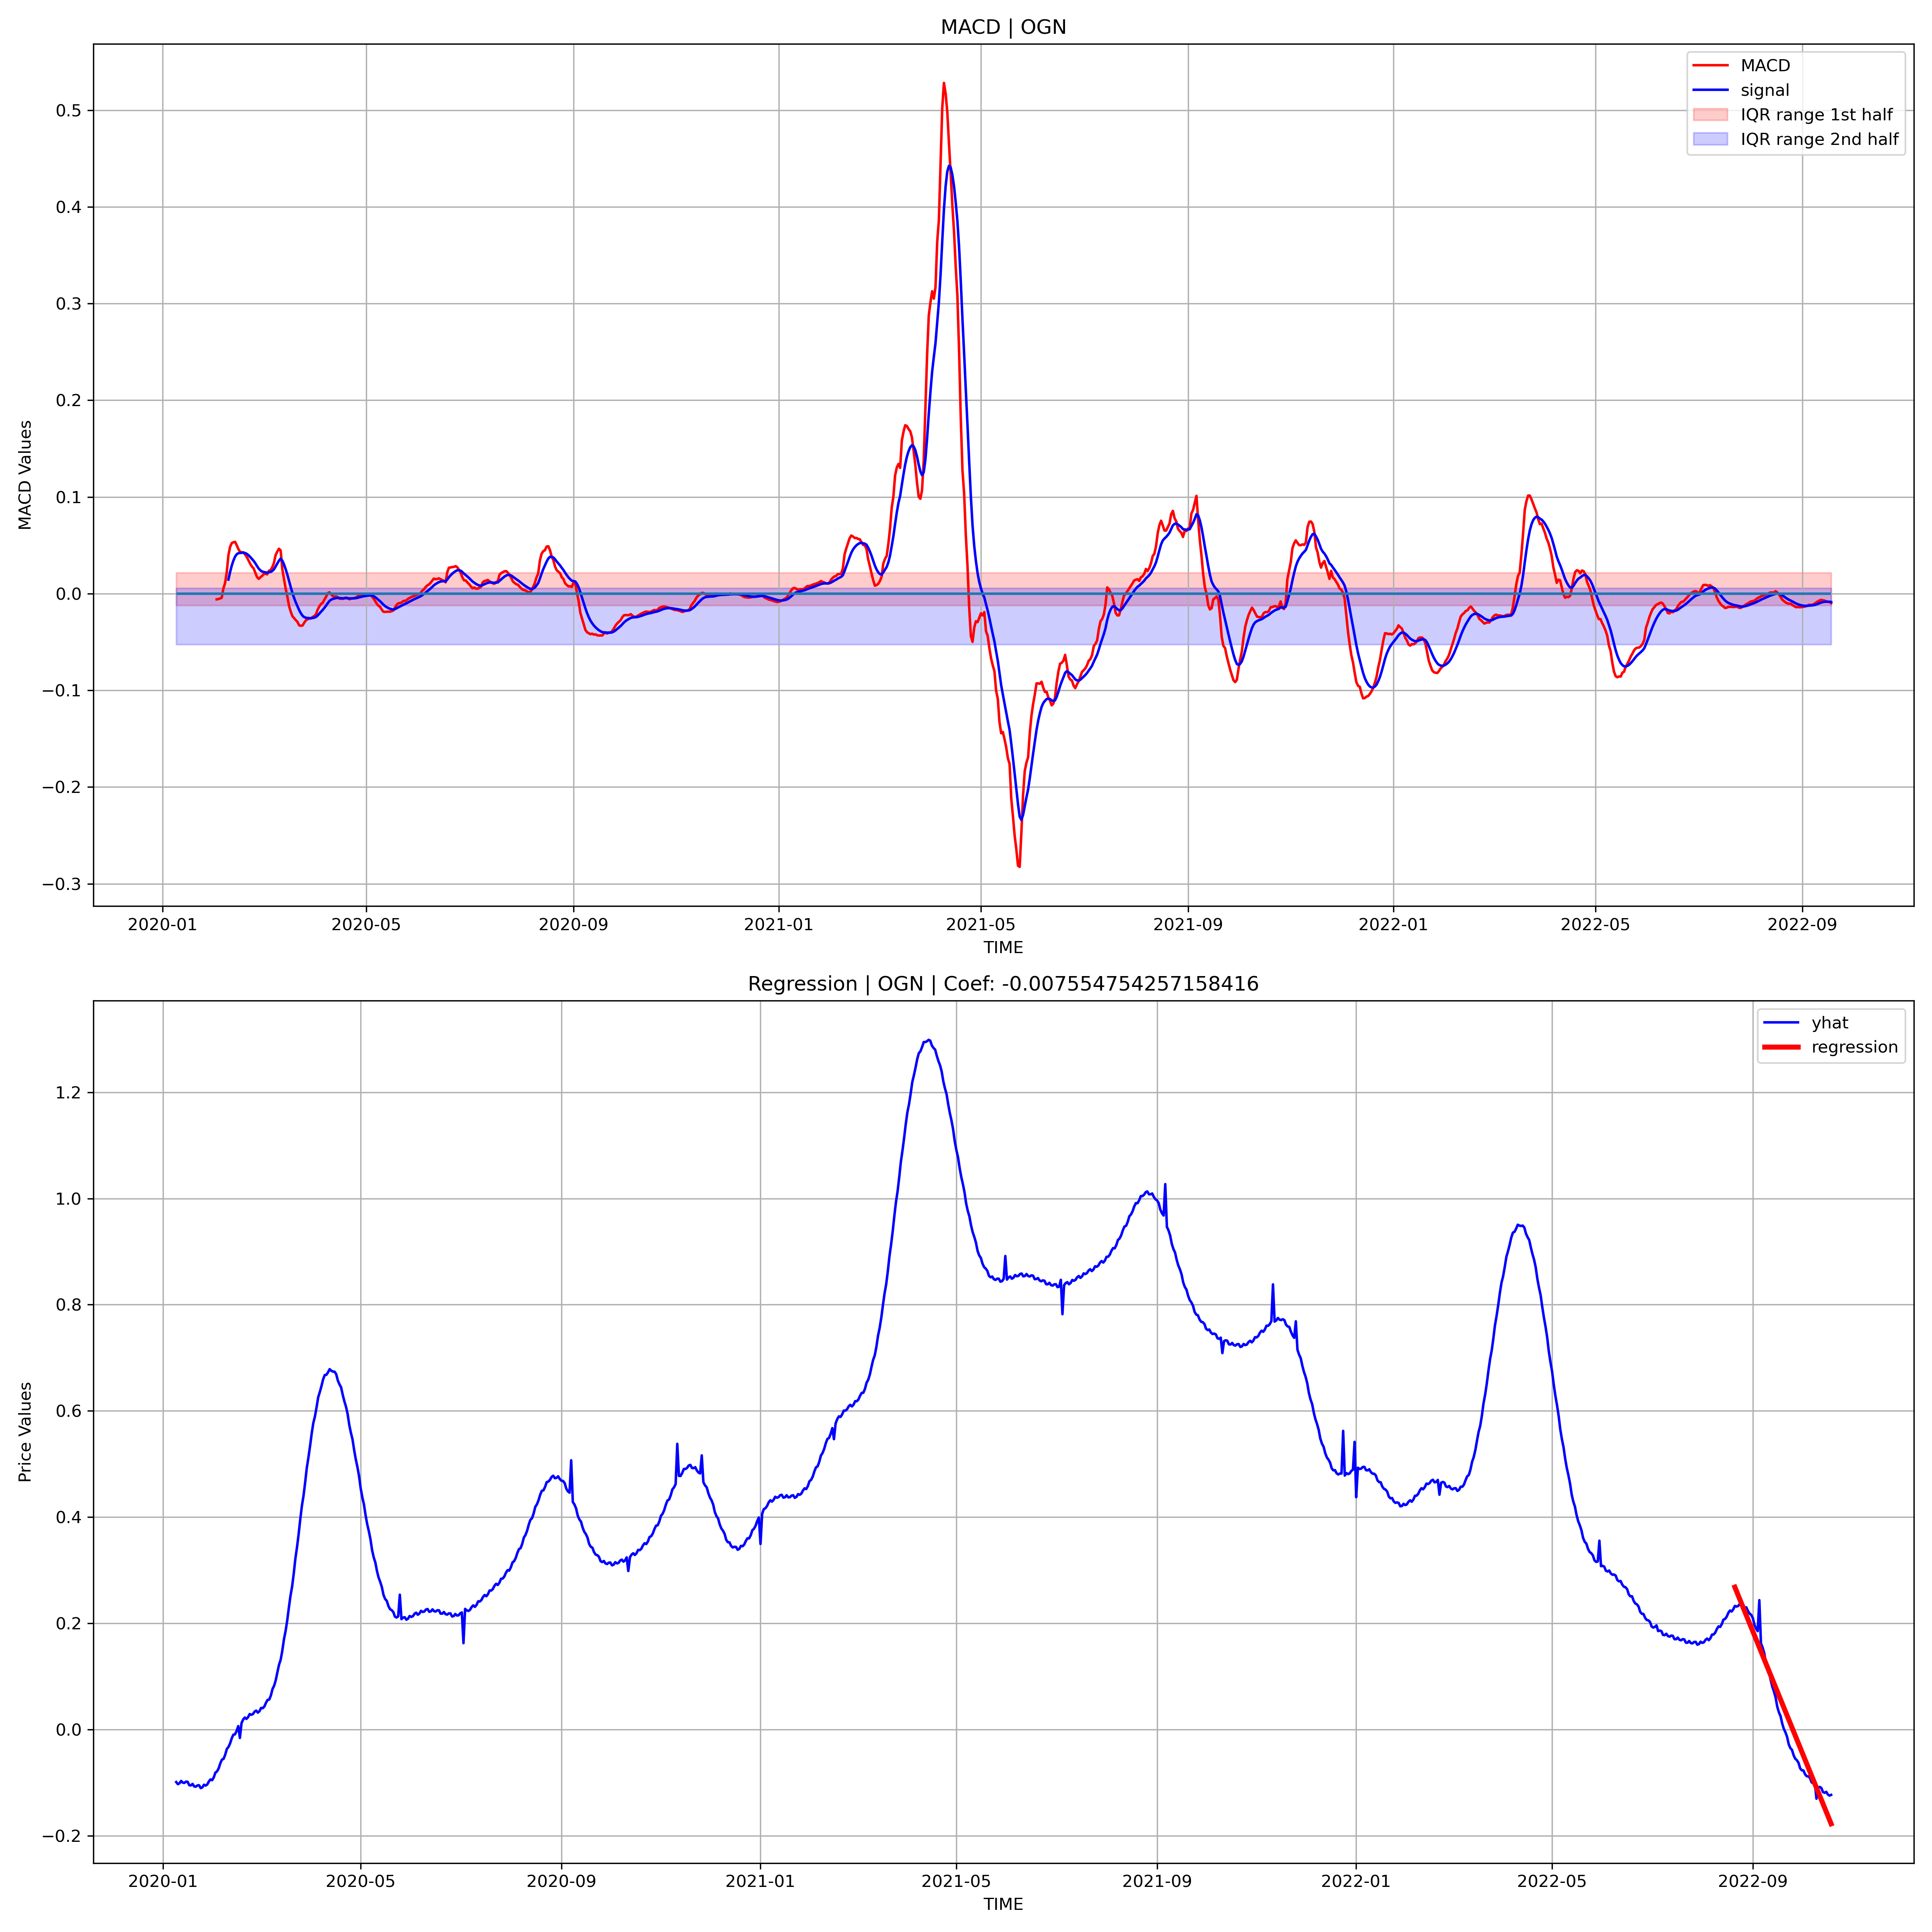 MACD | OGN
MACD
signal
IQR range 1st half
IQR range 2nd half
MACD Values
0.5
0.4
0.3
0.2
0.1
0.0
−0.1
−0.2
−0.3
2020-01 2020-05 2020-09 2021-01 2021-05 2021-09 2022-01 2022-05 2022-09
TIME
Regression | OGN | Coef: -0.007554754257158416
yhat
regression
Price Values
1.2
1.0
0.8
0.6
0.4
0.2
0.0
−0.2
2020-01 2020-05 2020-09 2021-01 2021-05 2021-09 2022-01 2022-05 2022-09
TIME